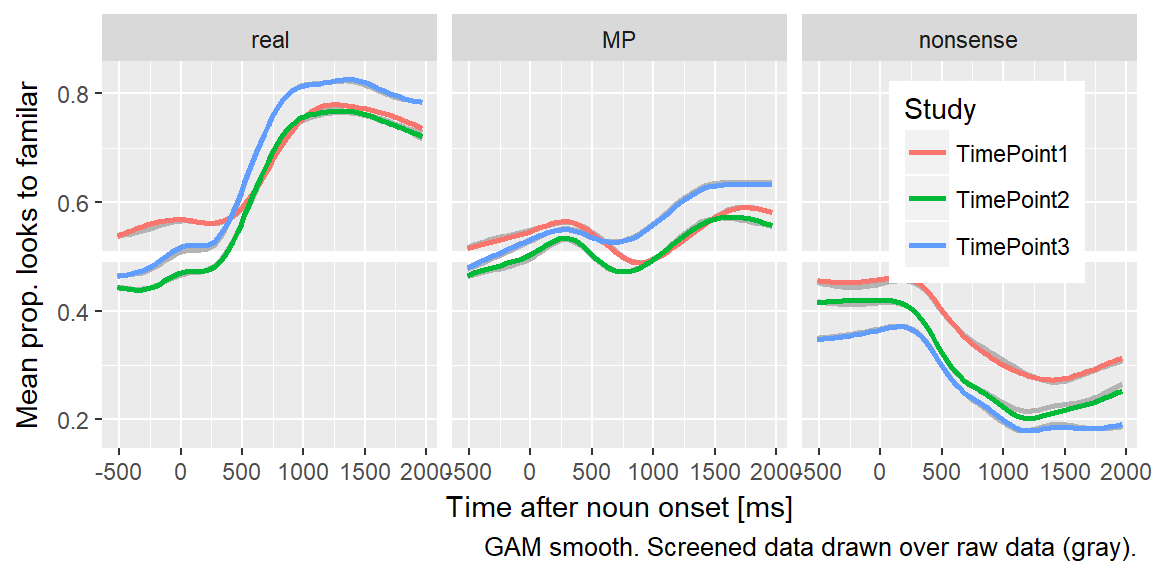 real MP nonsense
Mean prop. looks to familar
0.8
0.6
0.4
0.2
Study
TimePoint1
TimePoint2
TimePoint3
-500 0 500 1000 1500 2000 -500 0 500 1000 1500 2000 -500 0 500 1000 1500 2000
Time after noun onset [ms]
GAM smooth. Screened data drawn over raw data (gray).